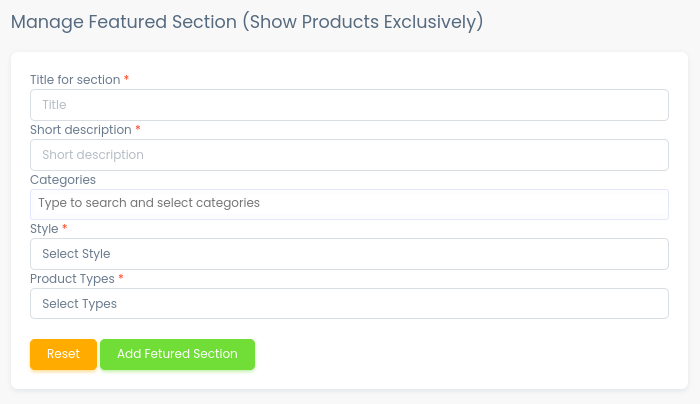 Manage Featured Section (Show Products Exclusively)
Title for section *
Title
Short description *
Short description
Categories
Type to search and select categories
Style *
Select Style
Product Types *
Select Types
Reset Add Fetured Section